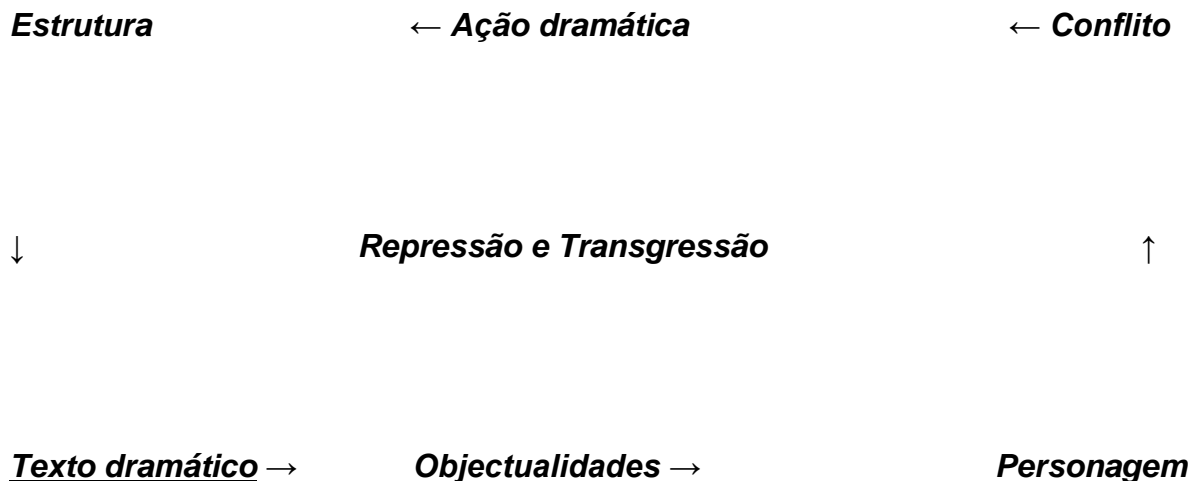 Estrutura ← Ação dramática ← Conflito
↓ Repressão e Transgressão ↑
Texto dramático → Objectualidades → Personagem